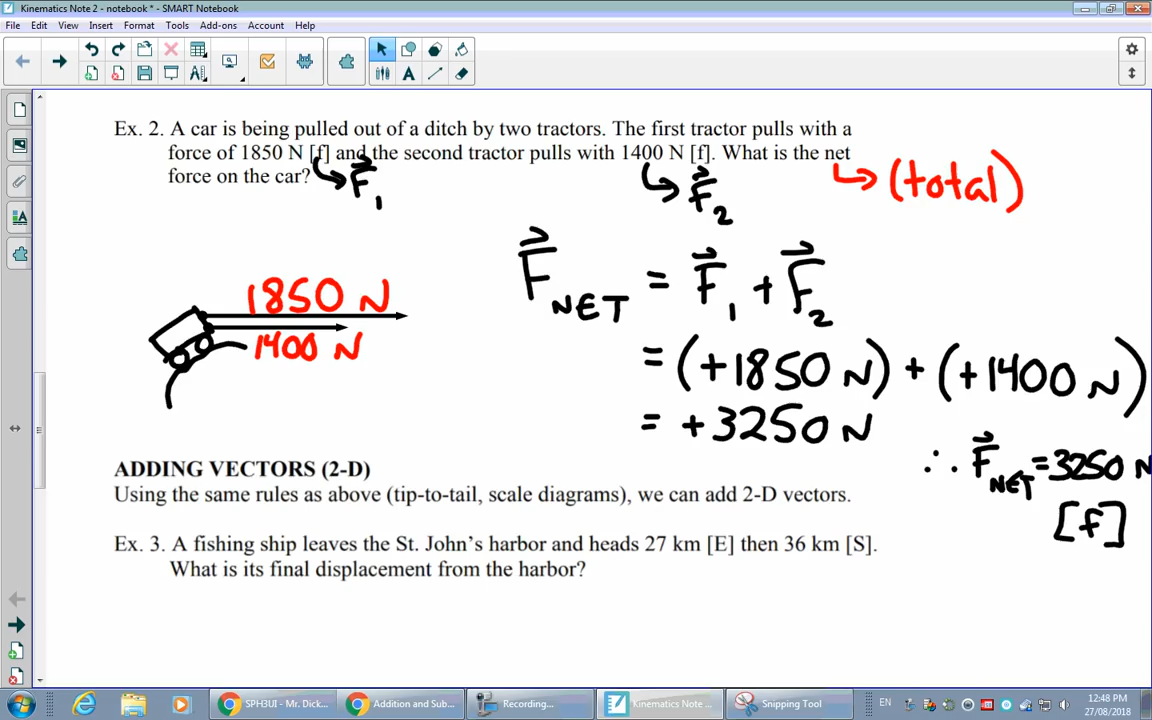 Kinematics Note 2 - notebook * - SMART Notebook
File Edit View Insert Format Tools Add-ons Account Help
A
Ex. 2. A car is being pulled out of a ditch by two tractors. The first tractor pulls with a
force of 1850 N [f] and the second tractor pulls with 1400 N [f]. What is the net
force on the car?
F⃗₁
F⃗₂
(total)
1850 N
1400 N
F⃗NET = F⃗₁ + F⃗₂
= (+1850 N) + (+1400 N)
= +3250 N
∴ F⃗NET = 3250 N
[f]
ADDING VECTORS (2-D)
Using the same rules as above (tip-to-tail, scale diagrams), we can add 2-D vectors.
Ex. 3. A fishing ship leaves the St. John's harbor and heads 27 km [E] then 36 km [S].
What is its final displacement from the harbor?
SPH3UI - Mr. Dick... Addition and Sub... Recording... Kinematics Note ... Snipping Tool EN 12:48 PM
27/08/2018